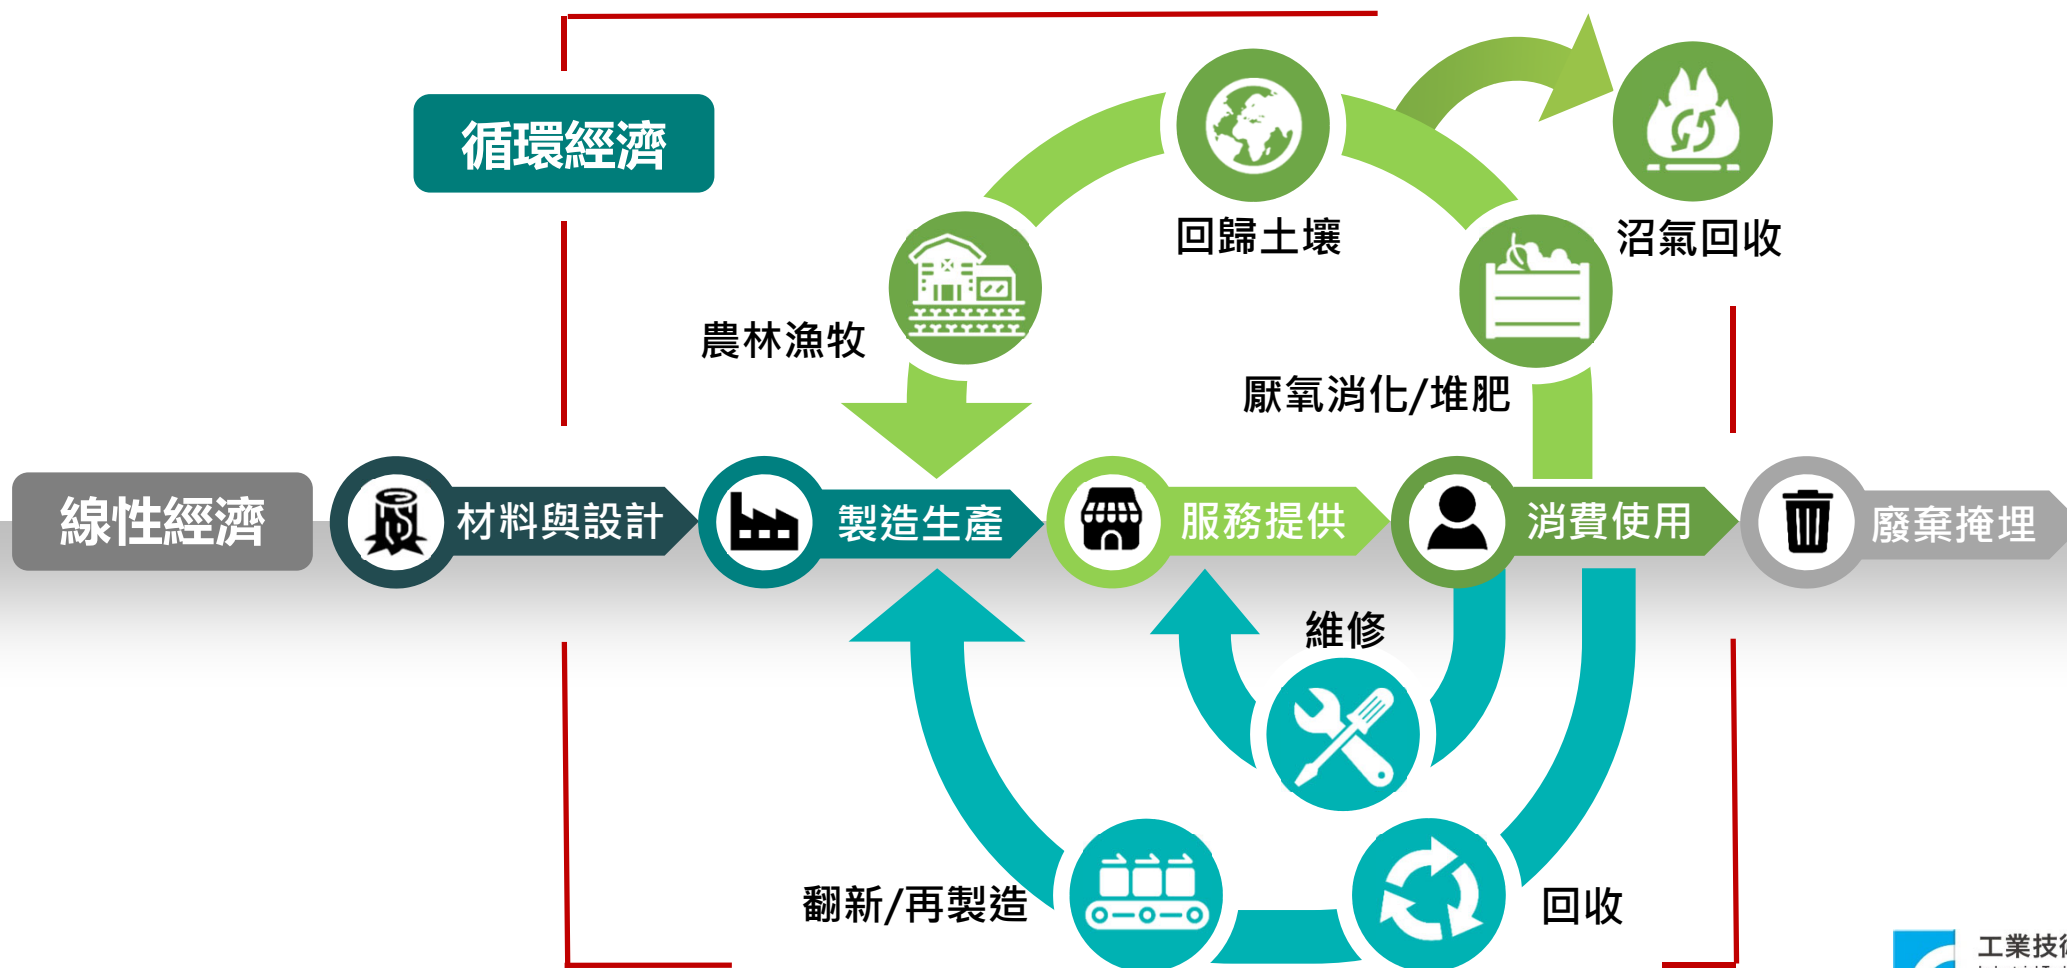 循環經濟
回歸土壤
沼氣回收
農林漁牧
厭氧消化/堆肥
線性經濟
材料與設計
製造生產
服務提供
消費使用
廢棄掩埋
維修
翻新/再製造
回收
工業技